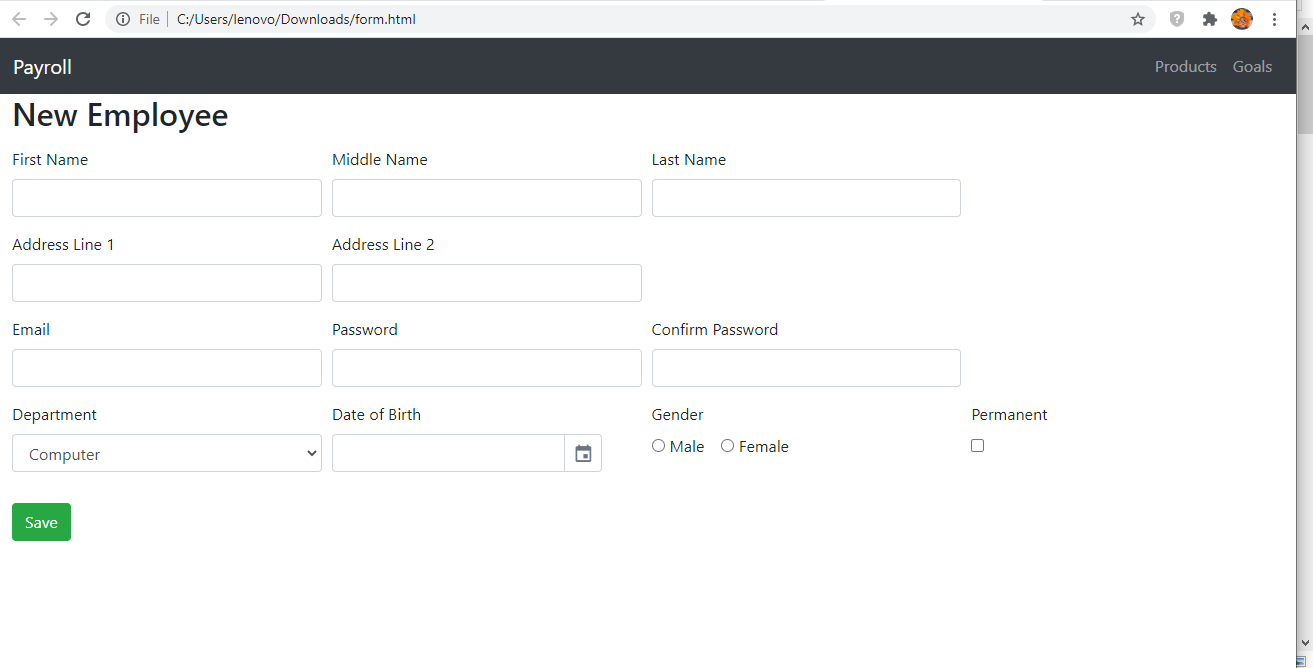 File C:/Users/lenovo/Downloads/form.html
Payroll Products Goals
New Employee
First Name Middle Name Last Name
Address Line 1 Address Line 2
Email Password Confirm Password
Department Date of Birth Gender Permanent
Computer Male Female
Save